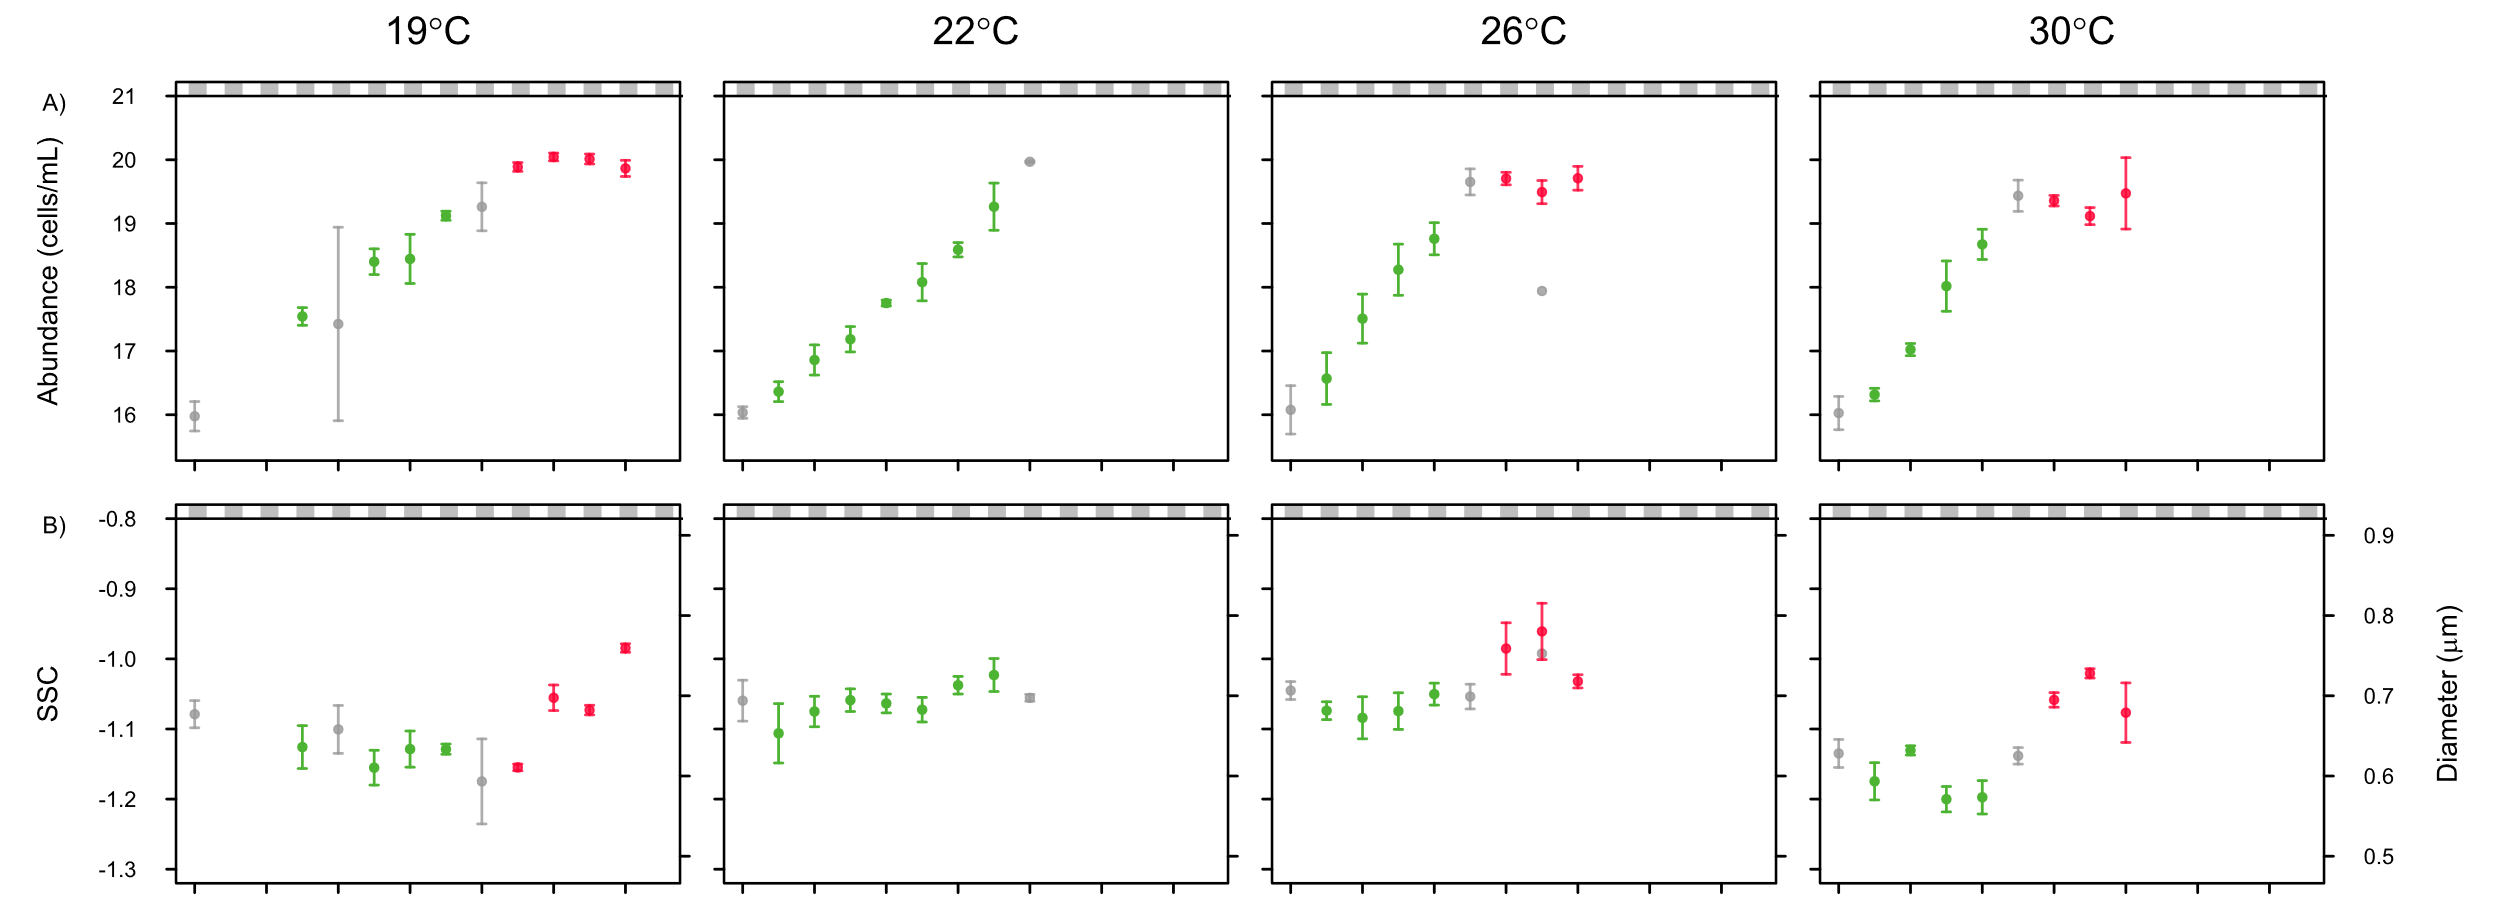 19°C 22°C 26°C 30°C
A)
Abundance (cells/mL)
21
20
19
18
17
16
B)
SSC
-0.8
-0.9
-1.0
-1.1
-1.2
-1.3
0.9
0.8
0.7
0.6
0.5
Diameter (μm)